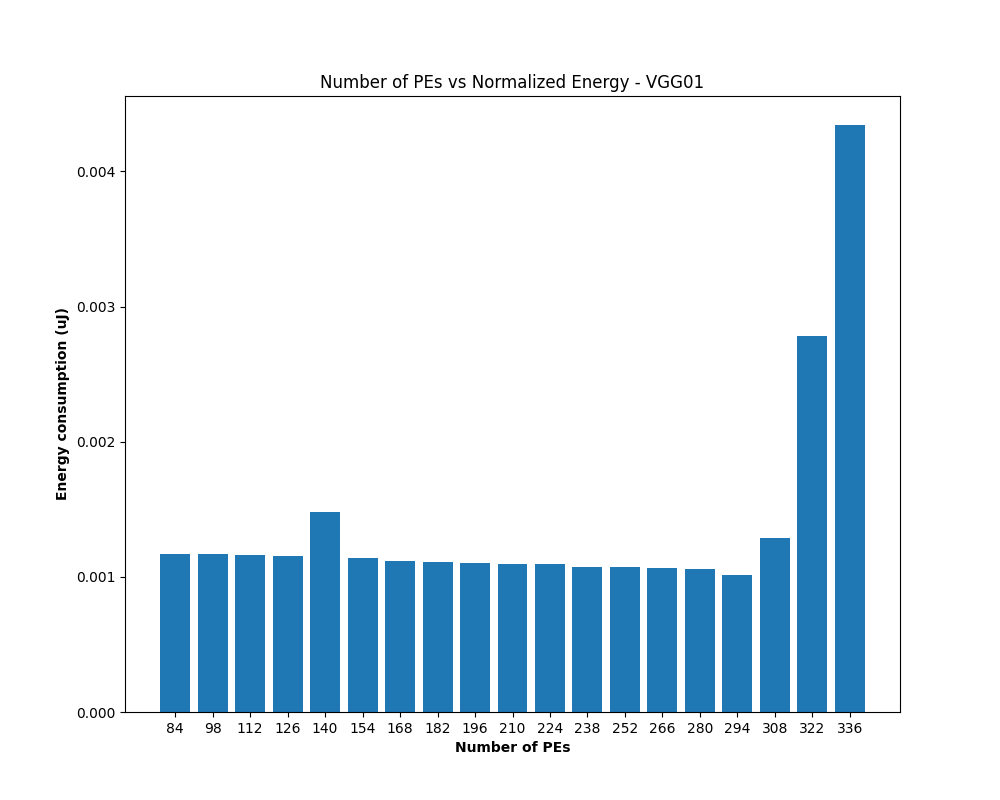 Number of PEs vs Normalized Energy - VGG01
Energy consumption (uJ)
0.004
0.003
0.002
0.001
0.000
84 98 112 126 140 154 168 182 196 210 224 238 252 266 280 294 308 322 336
Number of PEs